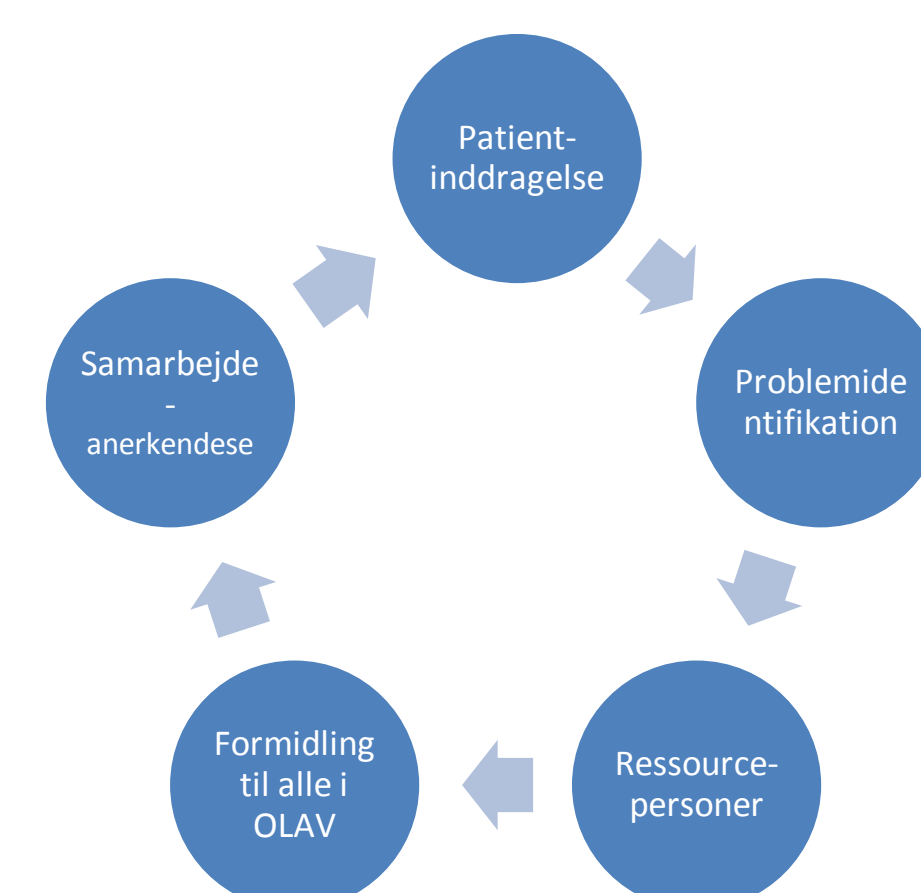 Patient-
inddragelse
Problemide
ntifikation
Ressource-
personer
Formidling
til alle i
OLAV
Samarbejde
-
anerkendese